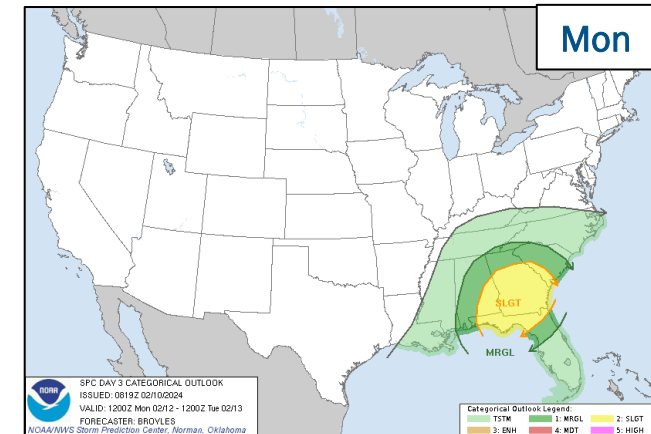 Mon
SLGT
MRGL
NOAA
SPC DAY 3 CATEGORICAL OUTLOOK
ISSUED: 0819Z 02/10/2024
VALID: 1200Z Mon 02/12 - 1200Z Tue 02/13
FORECASTER: BROYLES
NOAA/NWS Storm Prediction Center, Norman, Oklahoma
Categorical Outlook Legend:
TSTM 1: MRGL 2: SLGT
3: ENH 4: MDT 5: HIGH